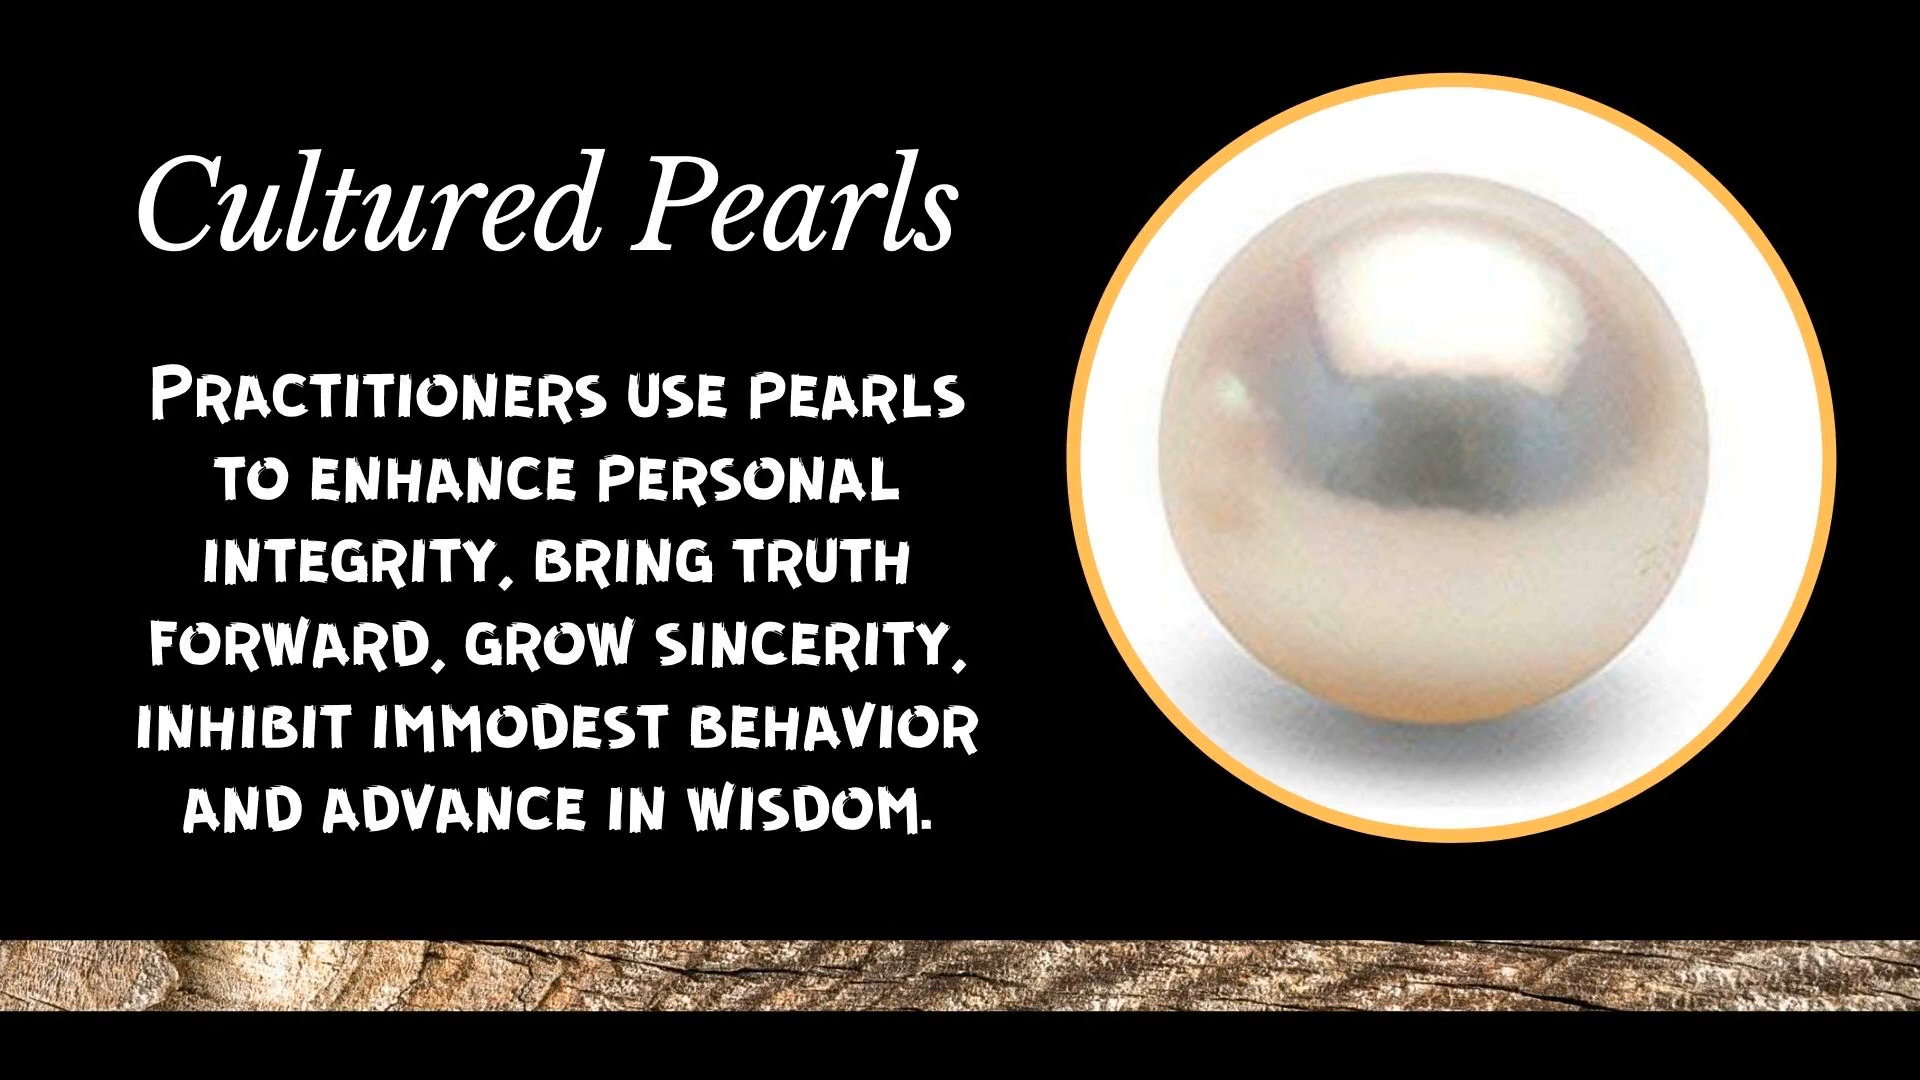 Cultured Pearls
Practitioners use pearls
to enhance personal
integrity, bring truth
forward, grow sincerity,
inhibit immodest behavior
and advance in wisdom.